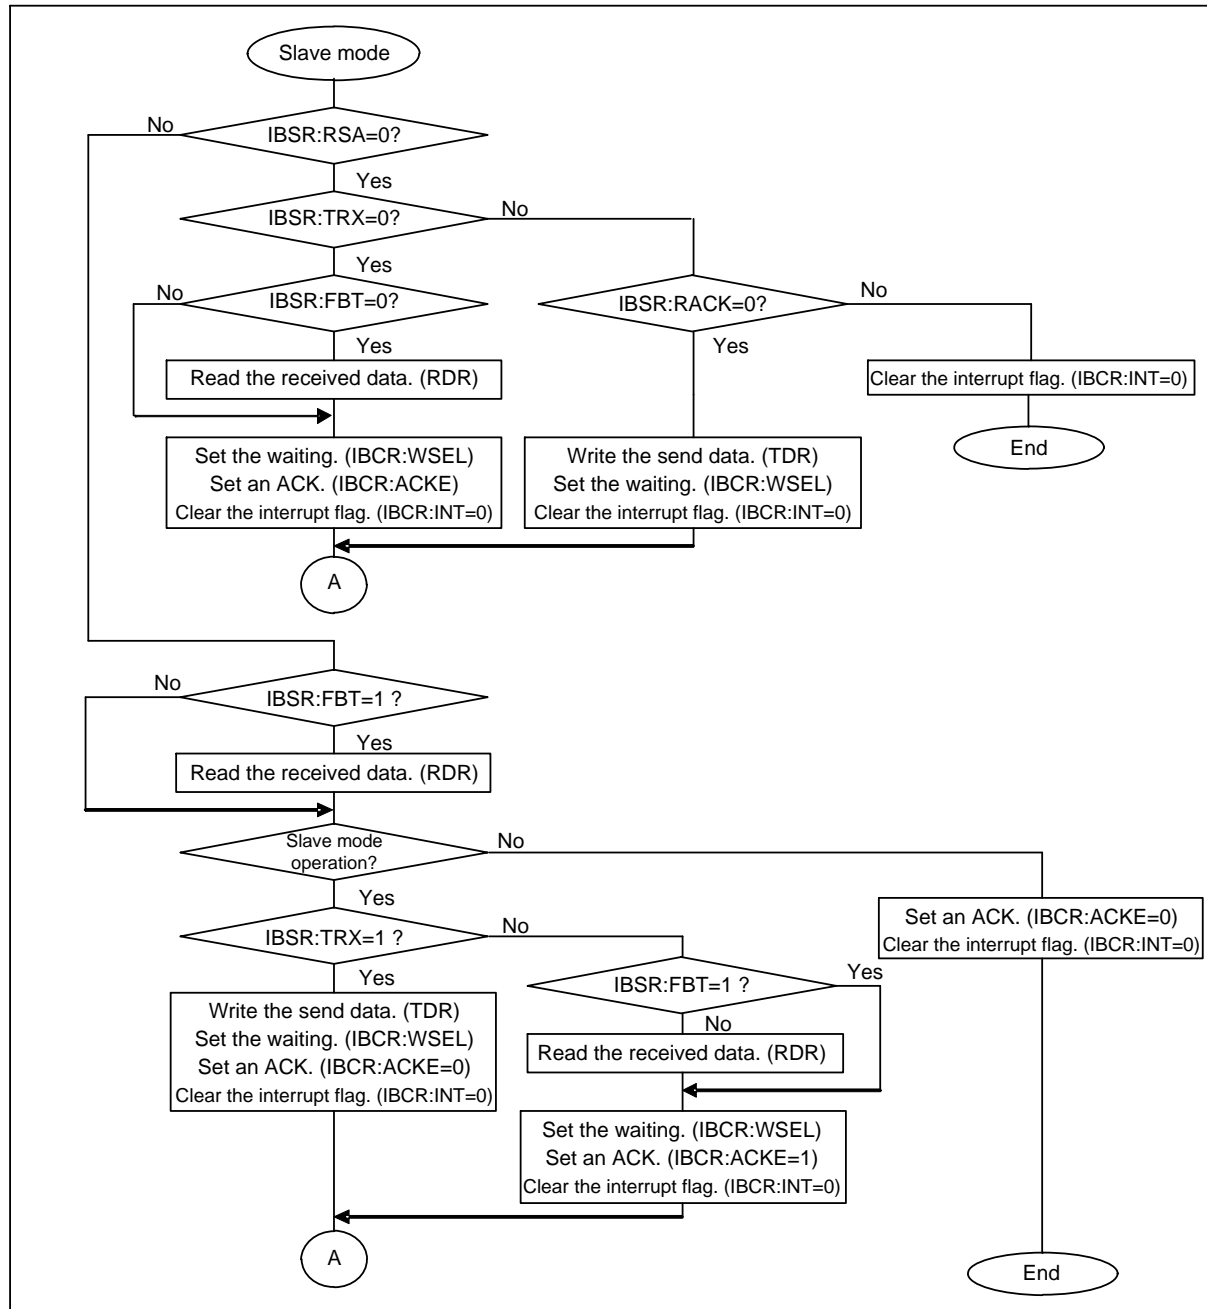 Slave mode
No
IBSR:RSA=0?
Yes
IBSR:TRX=0?
No
Yes
No
IBSR:FBT=0?
IBSR:RACK=0?
No
Yes
Yes
Read the received data. (RDR)
Clear the interrupt flag. (IBCR:INT=0)
End
Set the waiting. (IBCR:WSEL)
Set an ACK. (IBCR:ACKE)
Clear the interrupt flag. (IBCR:INT=0)
Write the send data. (TDR)
Set the waiting. (IBCR:WSEL)
Clear the interrupt flag. (IBCR:INT=0)
A
No
IBSR:FBT=1 ?
Yes
Read the received data. (RDR)
Slave mode
operation?
No
Yes
Set an ACK. (IBCR:ACKE=0)
Clear the interrupt flag. (IBCR:INT=0)
IBSR:TRX=1 ?
No
Yes
IBSR:FBT=1 ?
Yes
No
Write the send data. (TDR)
Set the waiting. (IBCR:WSEL)
Set an ACK. (IBCR:ACKE=0)
Clear the interrupt flag. (IBCR:INT=0)
Read the received data. (RDR)
Set the waiting. (IBCR:WSEL)
Set an ACK. (IBCR:ACKE=1)
Clear the interrupt flag. (IBCR:INT=0)
A
End